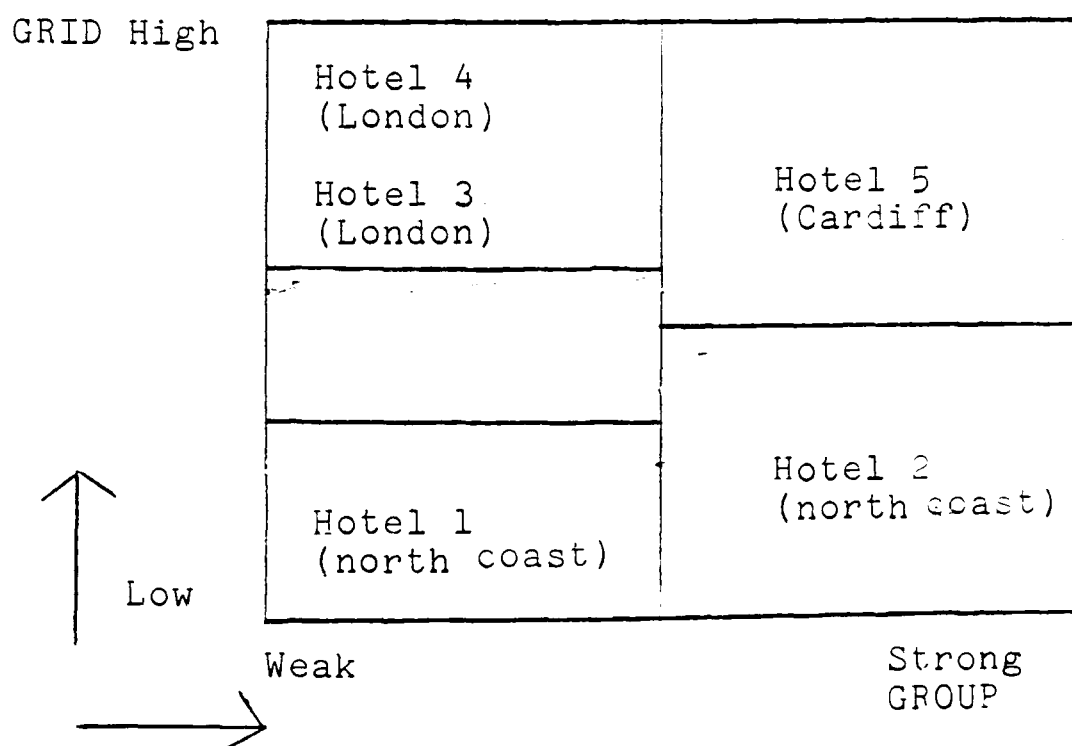 GRID High
Hotel 4
(London)
Hotel 3
(London)
Hotel 5
(Cardiff)
Hotel 1
(north coast)
Hotel 2
(north coast)
Low
Weak
Strong
GROUP